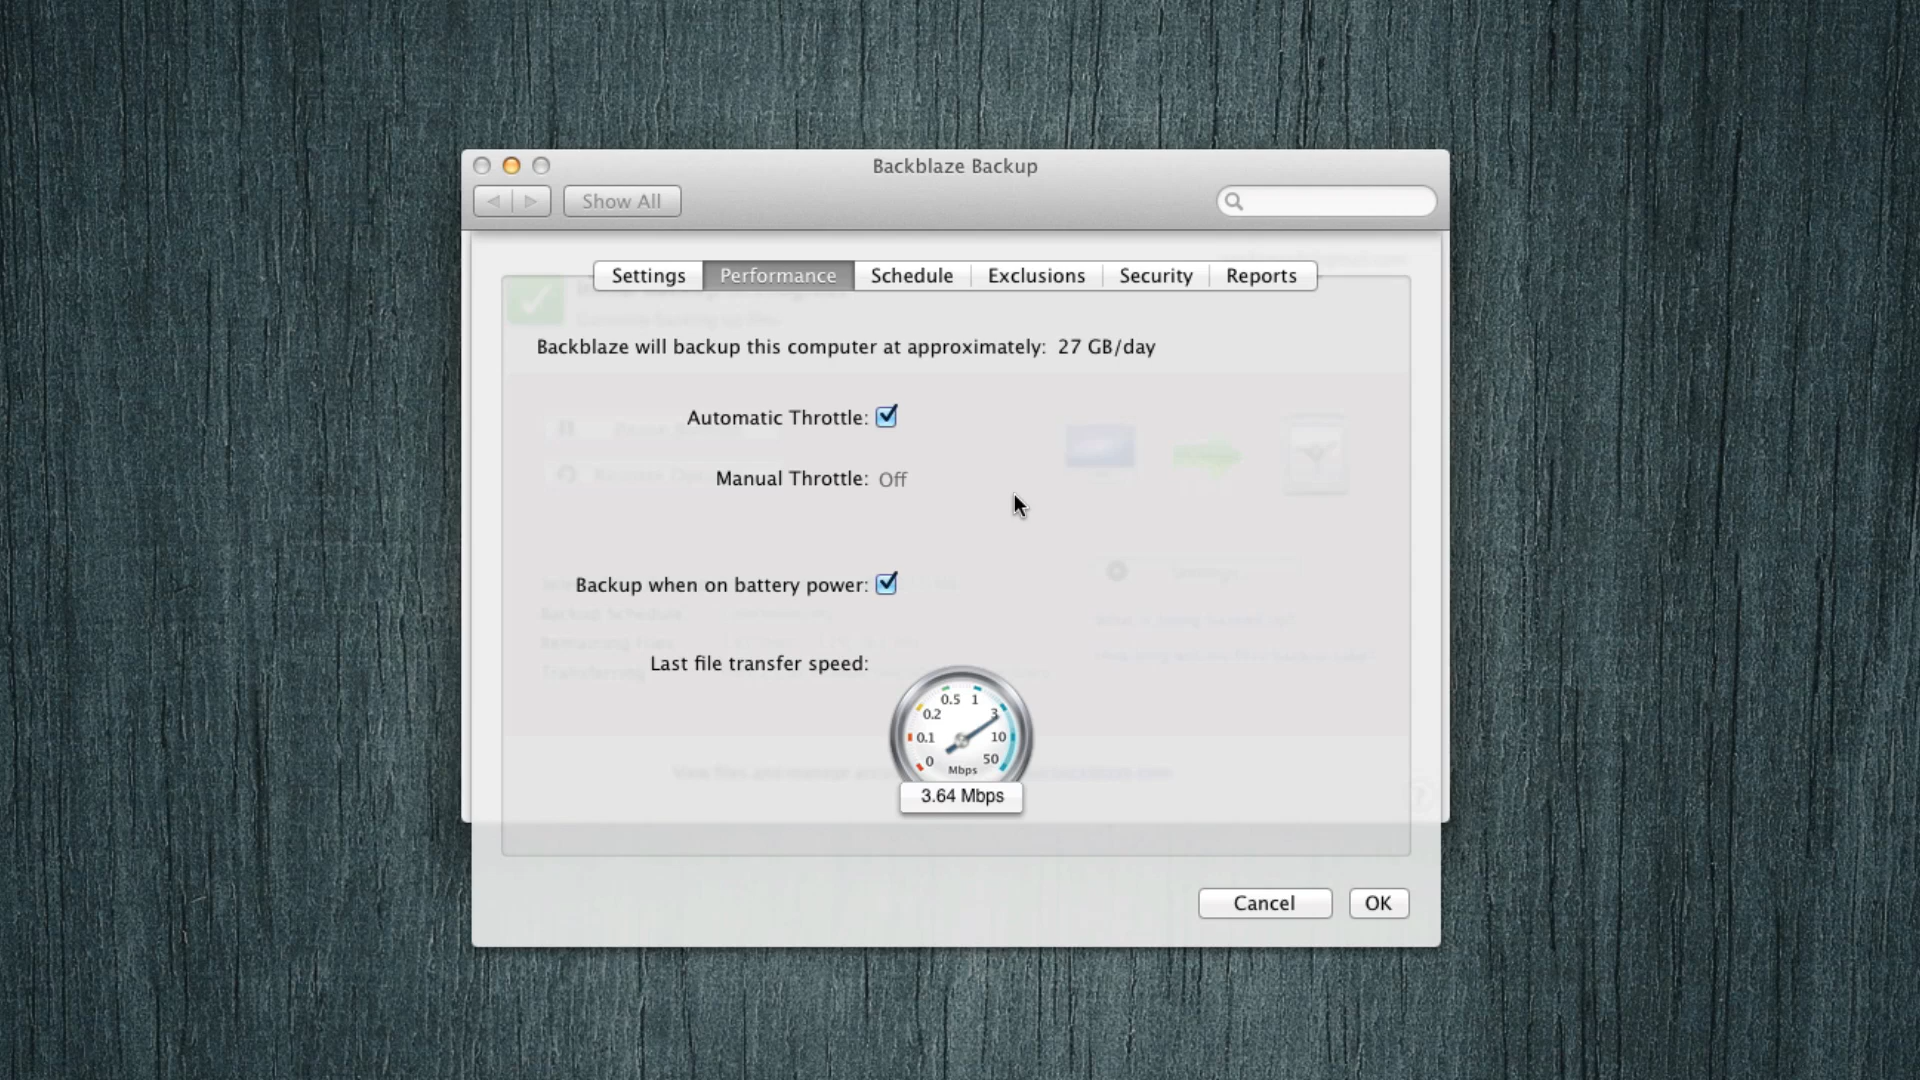 Backblaze Backup
Show All
Settings Performance Schedule Exclusions Security Reports
Backblaze will backup this computer at approximately: 27 GB/day
Automatic Throttle:
Manual Throttle: Off
Backup when on battery power:
Last file transfer speed:
0.5 1
0.2 3
0.1 10
0 50
Mbps
3.64 Mbps
Cancel OK